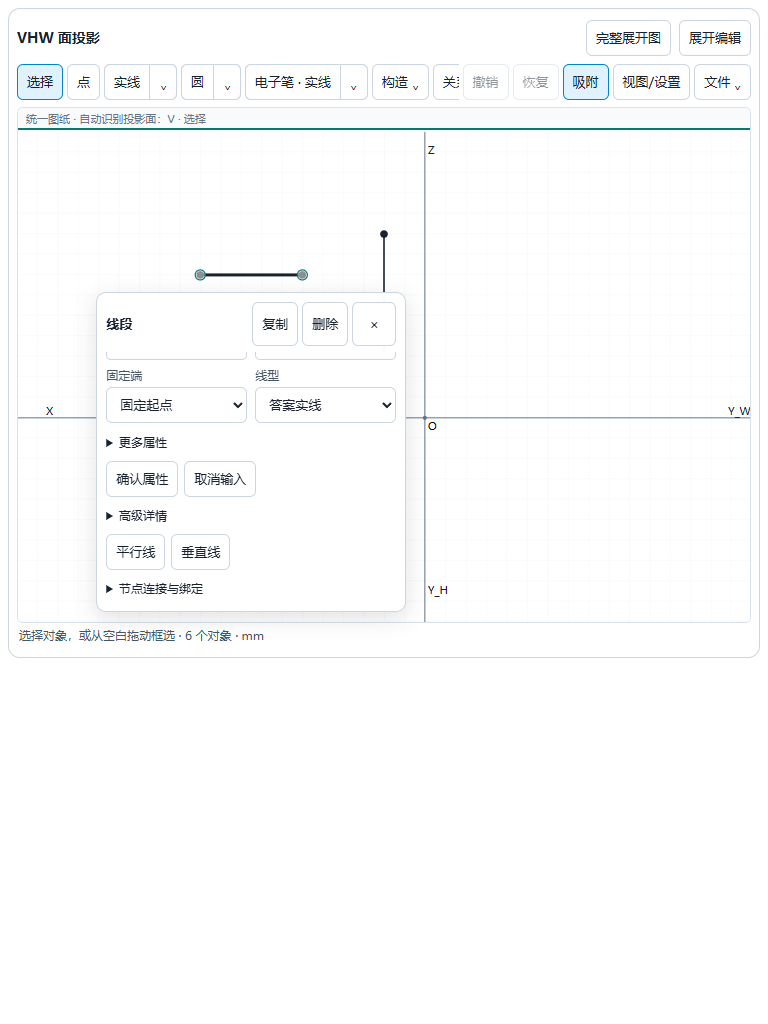 VHW 面投影
完整展开图
展开编辑
选择
点
实线
圆
电子笔 · 实线
构造
撤销
恢复
吸附
视图/设置
文件
统一图纸 · 自动识别投影面：V · 选择
Z
线段
复制
删除
×
固定端
线型
固定起点
答案实线
X
Y_W
O
更多属性
确认属性
取消输入
高级详情
平行线
垂直线
节点连接与绑定
Y_H
选择对象，或从空白拖动框选 · 6 个对象 · mm